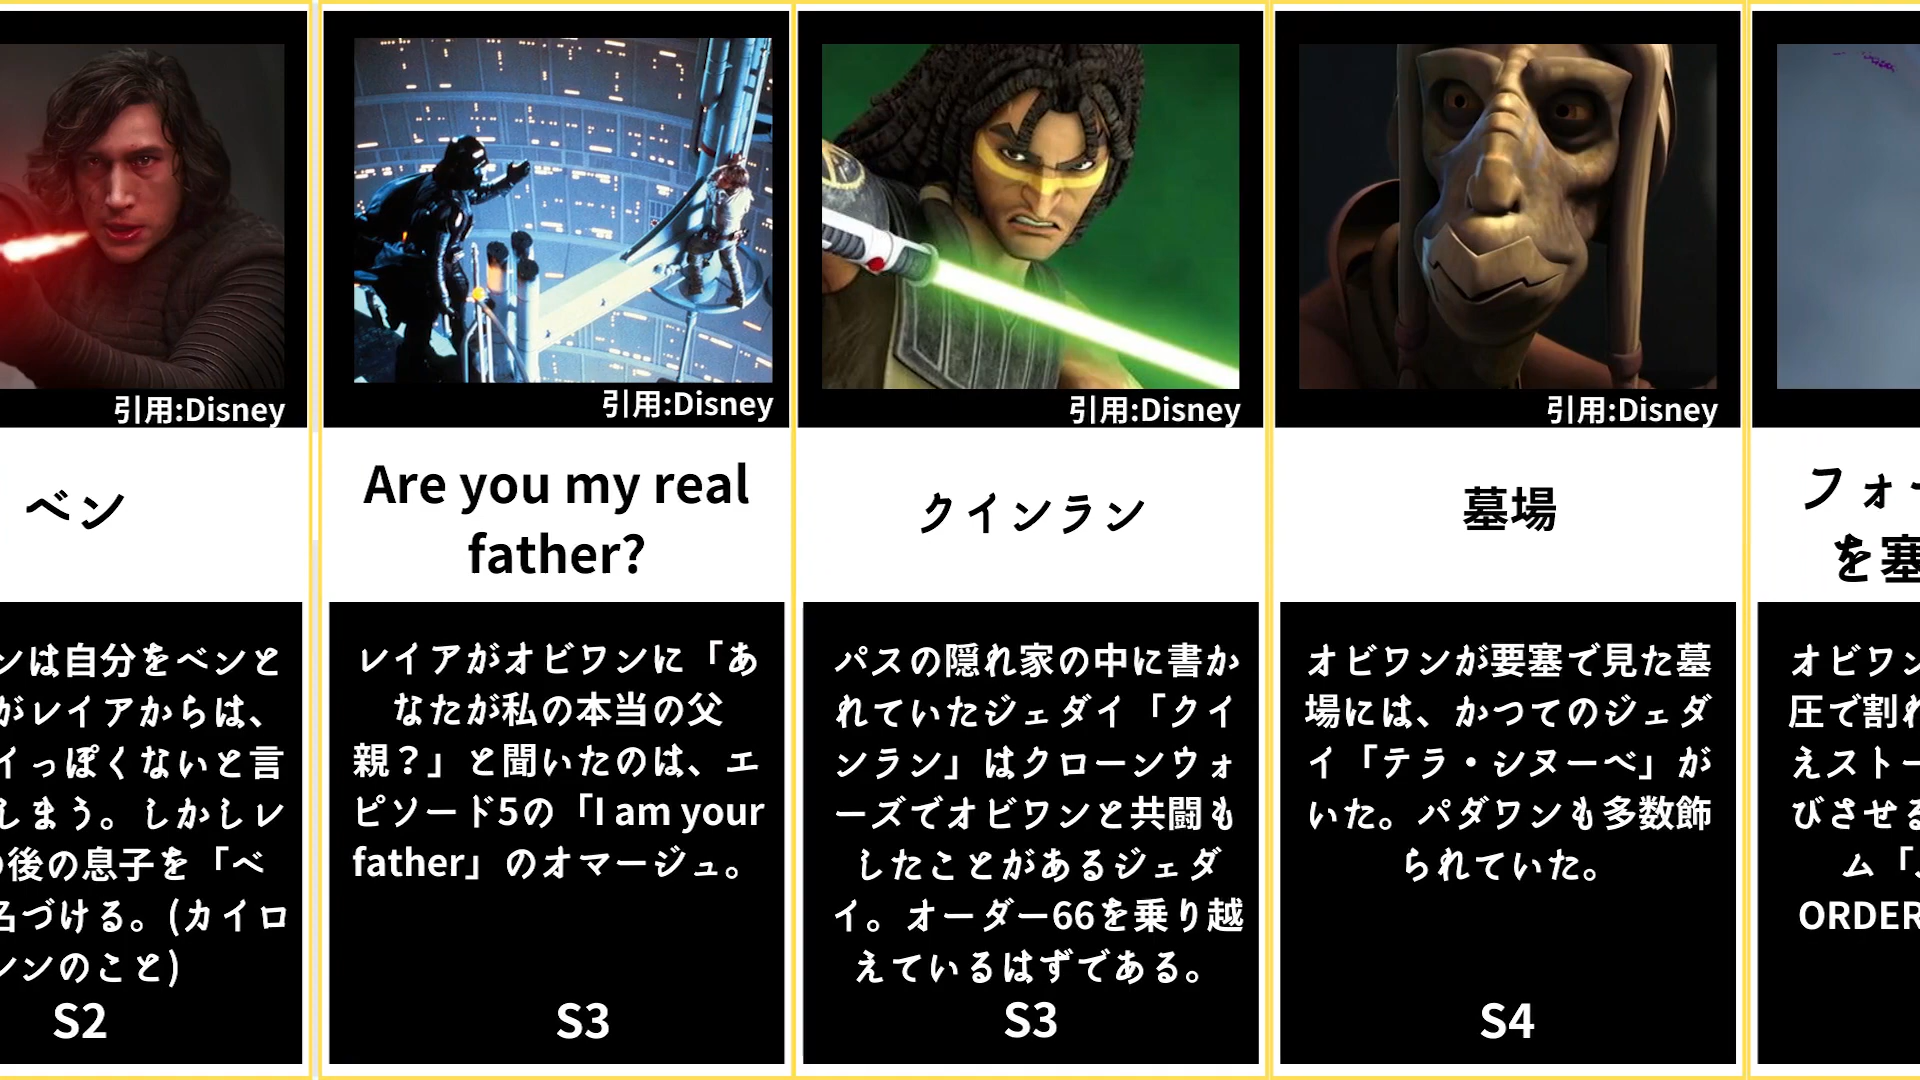 引用:Disney
ベン
ンは自分をベンと
がレイアからは、
イっぽくないと言
しまう。しかしレ
後の息子を「ベ
名づける。(カイロ
レンのこと)
S2
引用:Disney
Are you my real
father?
レイアがオビワンに「あ
なたが私の本当の父
親？」と聞いたのは、エ
ピソード5の「I am your
father」のオマージュ。
S3
引用:Disney
クインラン
パスの隠れ家の中に書か
れていたジェダイ「クイ
ンラン」はクローンウォ
ーズでオビワンと共闘も
したことがあるジェダ
イ。オーダー66を乗り越
えているはずである。
S3
引用:Disney
墓場
オビワンが要塞で見た墓
場には、かつてのジェダ
イ「テラ・シヌーベ」が
いた。パダワンも多数飾
られていた。
S4
フォー
を塞
オビワン
圧で割れ
えストー
びさせる
ム「
ORDER